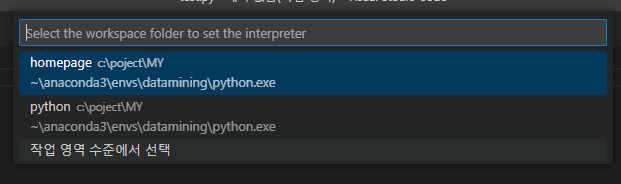 Select the workspace folder to set the interpreter
homepage c:\poject\MY
~\anaconda3\envs\datamining\python.exe
python c:\poject\MY
~\anaconda3\envs\datamining\python.exe
작업 영역 수준에서 선택